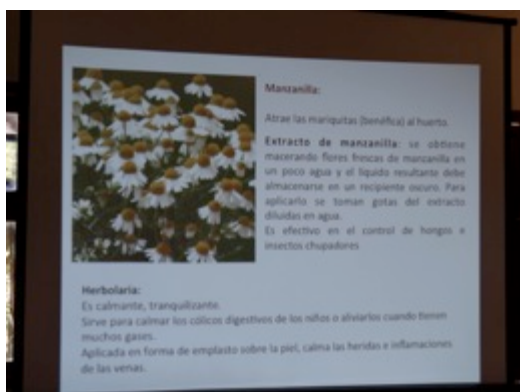 Manzanilla:
Atrae las mariquitas (benéfica) al huerto.
Extracto de manzanilla: se obtiene
macerando flores frescas de manzanilla en
un poco agua y el líquido resultante debe
almacenarse en un recipiente oscuro. Para
aplicarlo se toman gotas del extracto
diluidas en agua.
Es efectivo en el control de hongos e
insectos chupadores
Herbolaria:
Es calmante, tranquilizante.
Sirve para calmar los cólicos digestivos de los niños o aliviarlos cuando tienen
muchos gases.
Aplicada en forma de emplasto sobre la piel, calma las heridas e inflamaciones
de las venas.